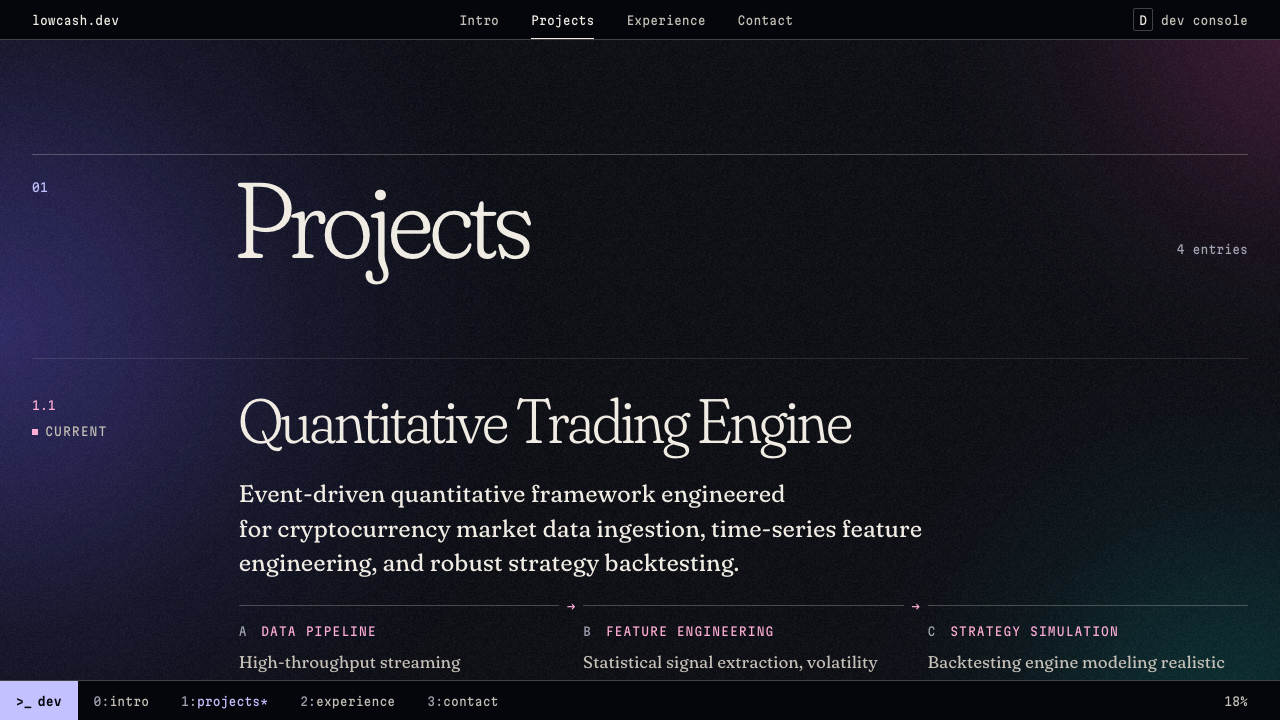 lowcash.dev
Intro Projects Experience Contact
D dev console
01
Projects
4 entries
1.1
CURRENT
Quantitative Trading Engine
Event-driven quantitative framework engineered
for cryptocurrency market data ingestion, time-series feature
engineering, and robust strategy backtesting.
→ →
A DATA PIPELINE
High-throughput streaming
B FEATURE ENGINEERING
Statistical signal extraction, volatility
C STRATEGY SIMULATION
Backtesting engine modeling realistic
>_ dev 0:intro 1:projects* 2:experience 3:contact 18%